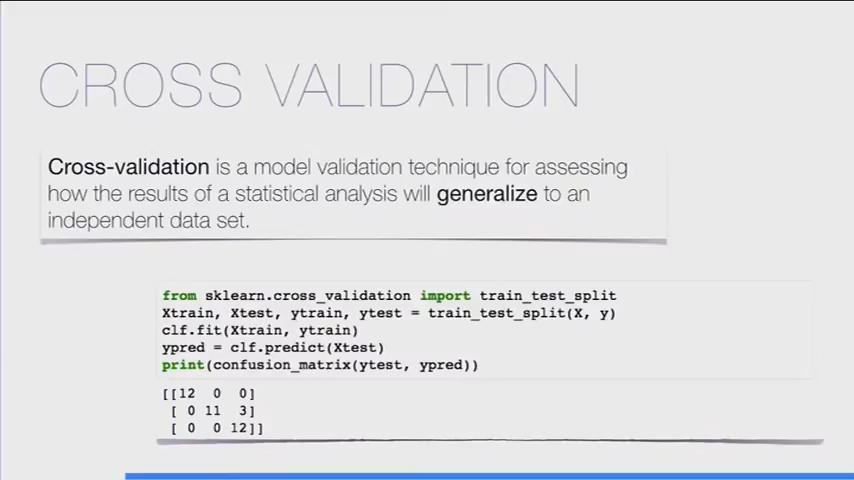 CROSS VALIDATION
Cross-validation is a model validation technique for assessing
how the results of a statistical analysis will generalize to an
independent data set.
from sklearn.cross_validation import train_test_split
Xtrain, Xtest, ytrain, ytest = train_test_split(X, y)
clf.fit(Xtrain, ytrain)
ypred = clf.predict(Xtest)
print(confusion_matrix(ytest, ypred))
[[12 0 0]
[ 0 11 3]
[ 0 0 12]]